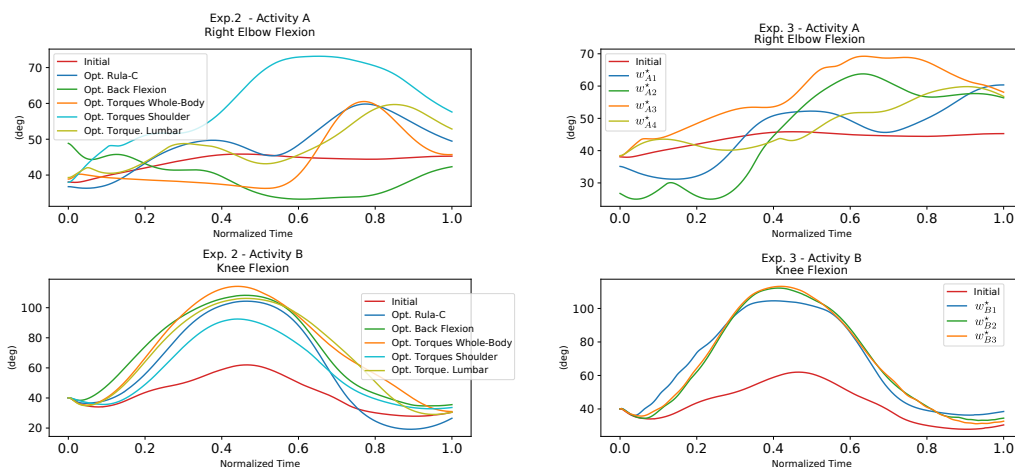 Exp.2 - Activity A
Right Elbow Flexion
(deg)
70
60
50
40
Initial
Opt. Rula-C
Opt. Back Flexion
Opt. Torques Whole-Body
Opt. Torques Shoulder
Opt. Torque. Lumbar
0.0 0.2 0.4 0.6 0.8 1.0
Normalized Time
Exp. 3 - Activity A
Right Elbow Flexion
(deg)
70
60
50
40
30
Initial
w*A1
w*A2
w*A3
w*A4
0.0 0.2 0.4 0.6 0.8 1.0
Normalized Time
Exp. 2 - Activity B
Knee Flexion
(deg)
100
80
60
40
20
Initial
Opt. Rula-C
Opt. Back Flexion
Opt. Torques Whole-Body
Opt. Torques Shoulder
Opt. Torque. Lumbar
0.0 0.2 0.4 0.6 0.8 1.0
Normalized Time
Exp. 3 - Activity B
Knee Flexion
(deg)
100
80
60
40
Initial
w*B1
w*B2
w*B3
0.0 0.2 0.4 0.6 0.8 1.0
Normalized Time